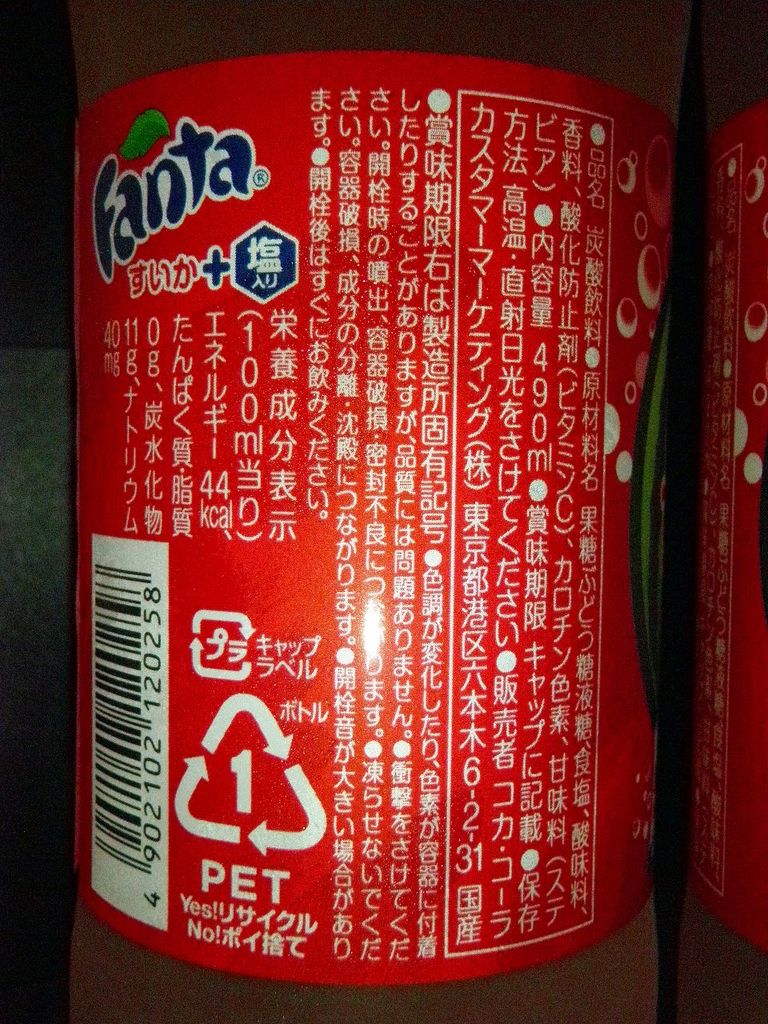 Fanta®
すいか+塩入り
●品名 炭酸飲料●原材料名 果糖ぶどう糖液糖、食塩、酸味料、
香料、酸化防止剤(ビタミンC)、カロチン色素、甘味料(ステ
ビア)●内容量 490ml●賞味期限 キャップに記載●保存
方法 高温・直射日光をさけてください●販売者 コカ・コーラ
カスタマーマーケティング(株) 東京都港区六本木6-2-31 国産
●賞味期限右は製造所固有記号●色調が変化したり、色素が容器に付着
したりすることがありますが、品質には問題ありません。●衝撃をさけてくだ
さい。開栓時の噴出、容器破損、密封不良につながります。●凍らせないでくだ
さい。容器破損、成分の分離、沈殿につながります。●開栓音が大きい場合があり
ます。●開栓後はすぐにお飲みください。
栄養成分表示
(100ml当り)
エネルギー 44kcal、
たんぱく質・脂質
0g、炭水化物
11g、ナトリウム
40mg
プラ
キャップ
ラベル
ボトル
1
PET
Yes!リサイクル
No!ポイ捨て
4 902102 120258